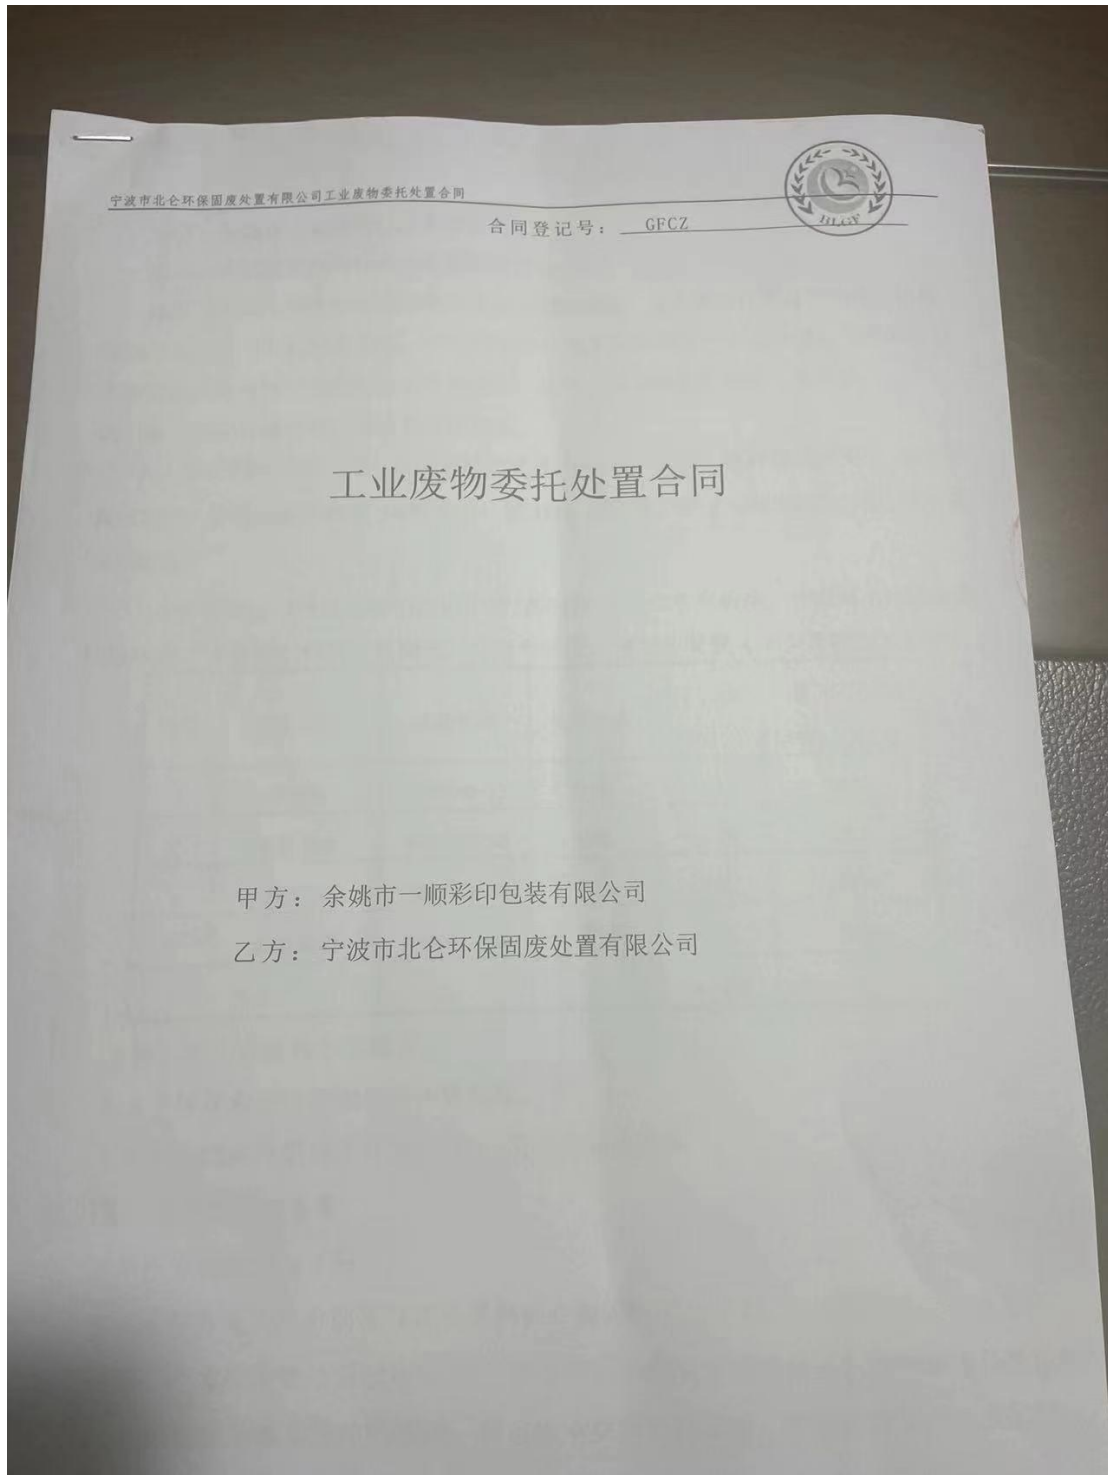 宁波市北仑环保固废处置有限公司工业废物委托处置合同
合同登记号： GFCZ
BLGF
工业废物委托处置合同
甲方： 余姚市一顺彩印包装有限公司
乙方： 宁波市北仑环保固废处置有限公司